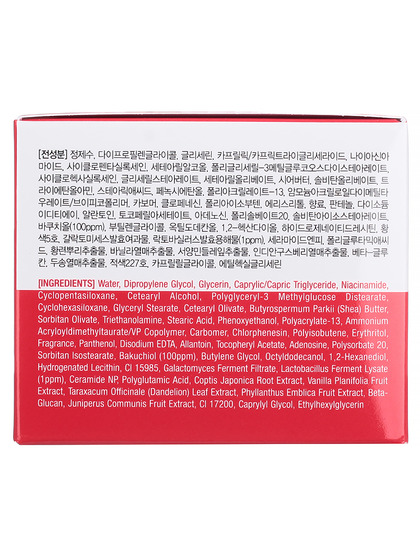 [전성분] 정제수, 다이프로필렌글라이콜, 글리세린, 카프릴릭/카프릭트라이글리세라이드, 나이아신아
마이드, 사이클로펜타실록세인, 세테아릴알코올, 폴리글리세릴-3메틸글루코오스다이스테아레이트,
사이클로헥사실록세인, 글리세릴스테아레이트, 세테아릴올리베이트, 시어버터, 솔비탄올리베이트, 트라
이에탄올아민, 스테아릭애씨드, 페녹시에탄올, 폴리아크릴레이트-13, 암모늄아크릴로일다이메틸타
우레이트/브이피코폴리머, 카보머, 클로페네신, 폴리아이소부텐, 에리스리톨, 향료, 판테놀, 다이소듐
이디티에이, 알란토인, 토코페릴아세테이트, 아데노신, 폴리솔베이트20, 솔비탄아이소스테아레이트,
바쿠치올(100ppm), 부틸렌글라이콜, 옥틸도데칸올, 1,2-헥산다이올, 하이드로제네이티드레시틴, 황
색5호, 갈락토미세스발효여과물, 락토바실러스발효용해물(1ppm), 세라마이드엔피, 폴리글루타믹애씨
드, 황련뿌리추출물, 바닐라열매추출물, 서양민들레잎추출물, 인디안구스베리열매추출물, 베타-글루
칸, 두송열매추출물, 적색227호, 카프릴릴글라이콜, 에틸헥실글리세린
[INGREDIENTS] Water, Dipropylene Glycol, Glycerin, Caprylic/Capric Triglyceride, Niacinamide,
Cyclopentasiloxane, Cetearyl Alcohol, Polyglyceryl-3 Methylglucose Distearate,
Cyclohexasiloxane, Glyceryl Stearate, Cetearyl Olivate, Butyrospermum Parkii (Shea) Butter,
Sorbitan Olivate, Triethanolamine, Stearic Acid, Phenoxyethanol, Polyacrylate-13, Ammonium
Acryloyldimethyltaurate/VP Copolymer, Carbomer, Chlorphenesin, Polyisobutene, Erythritol,
Fragrance, Panthenol, Disodium EDTA, Allantoin, Tocopheryl Acetate, Adenosine, Polysorbate 20,
Sorbitan Isostearate, Bakuchiol (100ppm), Butylene Glycol, Octyldodecanol, 1,2-Hexanediol,
Hydrogenated Lecithin, CI 15985, Galactomyces Ferment Filtrate, Lactobacillus Ferment Lysate
(1ppm), Ceramide NP, Polyglutamic Acid, Coptis Japonica Root Extract, Vanilla Planifolia Fruit
Extract, Taraxacum Officinale (Dandelion) Leaf Extract, Phyllanthus Emblica Fruit Extract, Beta-
Glucan, Juniperus Communis Fruit Extract, CI 17200, Caprylyl Glycol, Ethylhexylglycerin